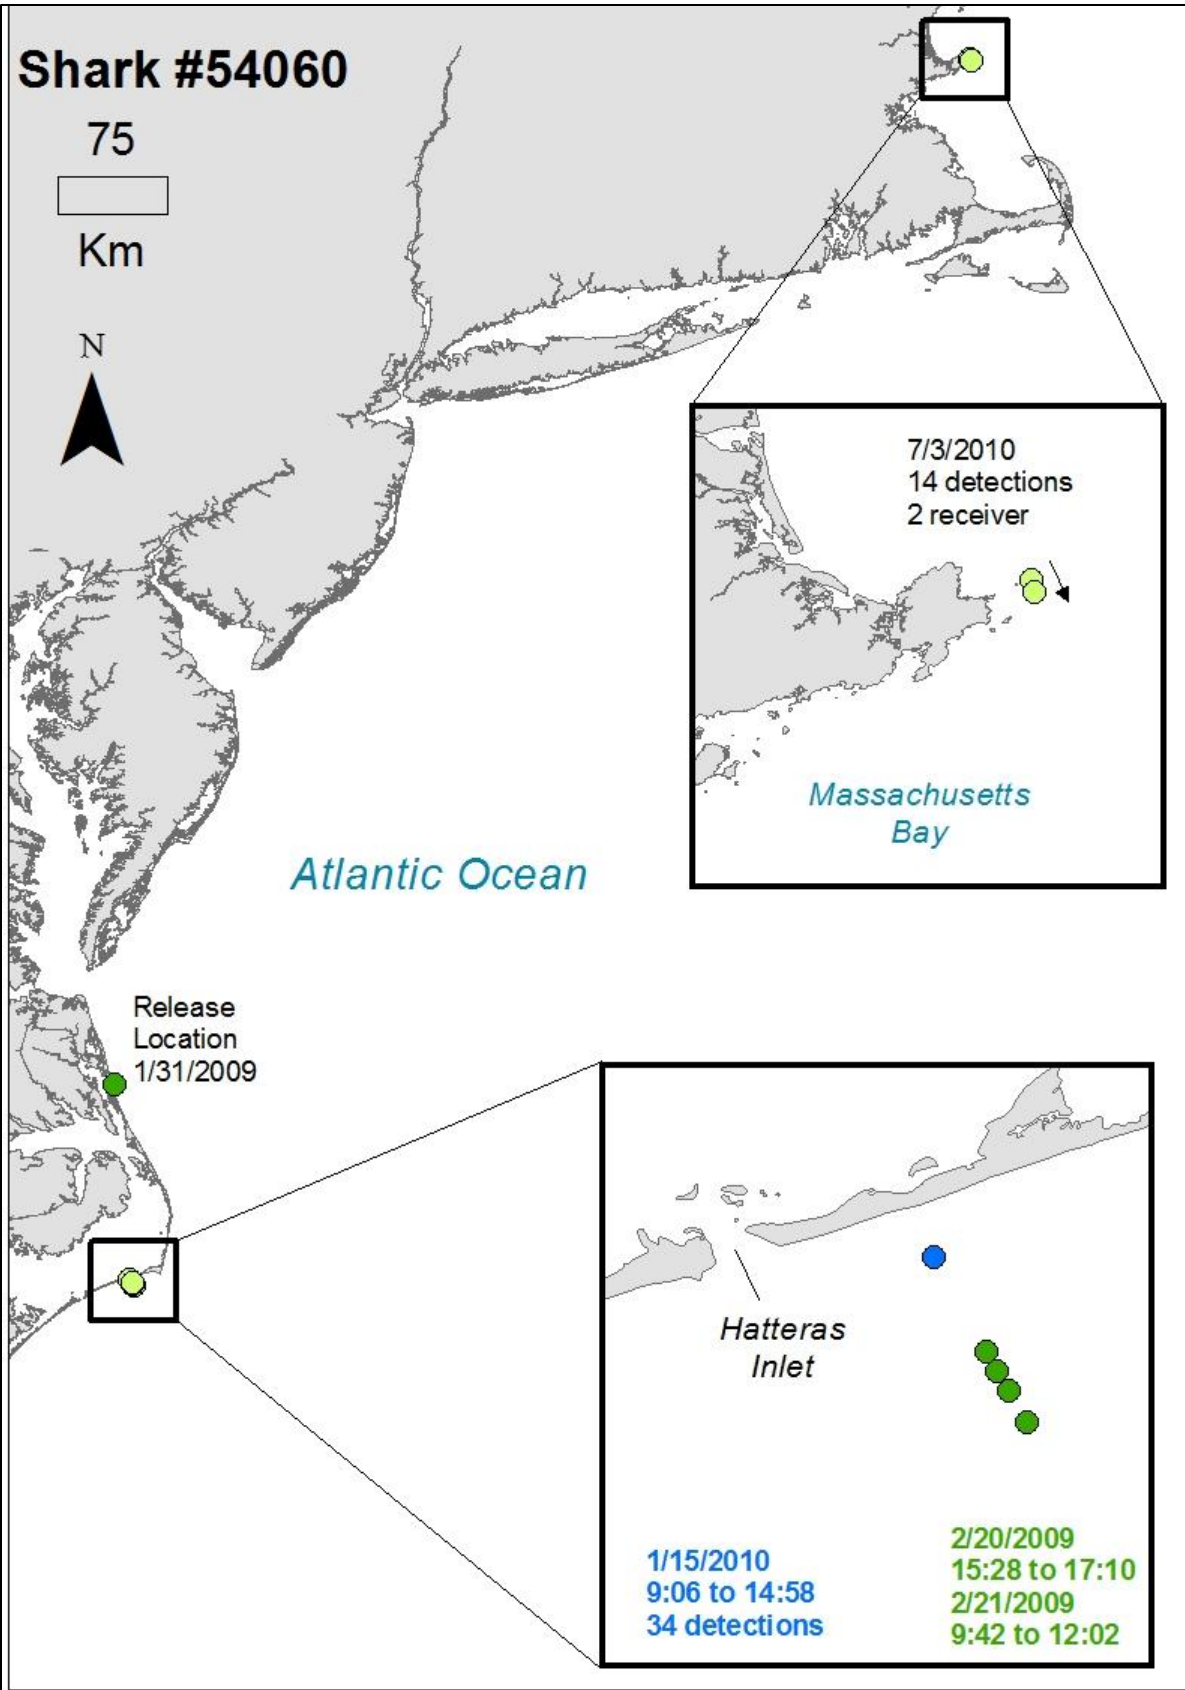 Shark #54060
75
Km
N
7/3/2010
14 detections
2 receiver
Massachusetts
Bay
Atlantic Ocean
Release
Location
1/31/2009
Hatteras
Inlet
1/15/2010
9:06 to 14:58
34 detections
2/20/2009
15:28 to 17:10
2/21/2009
9:42 to 12:02